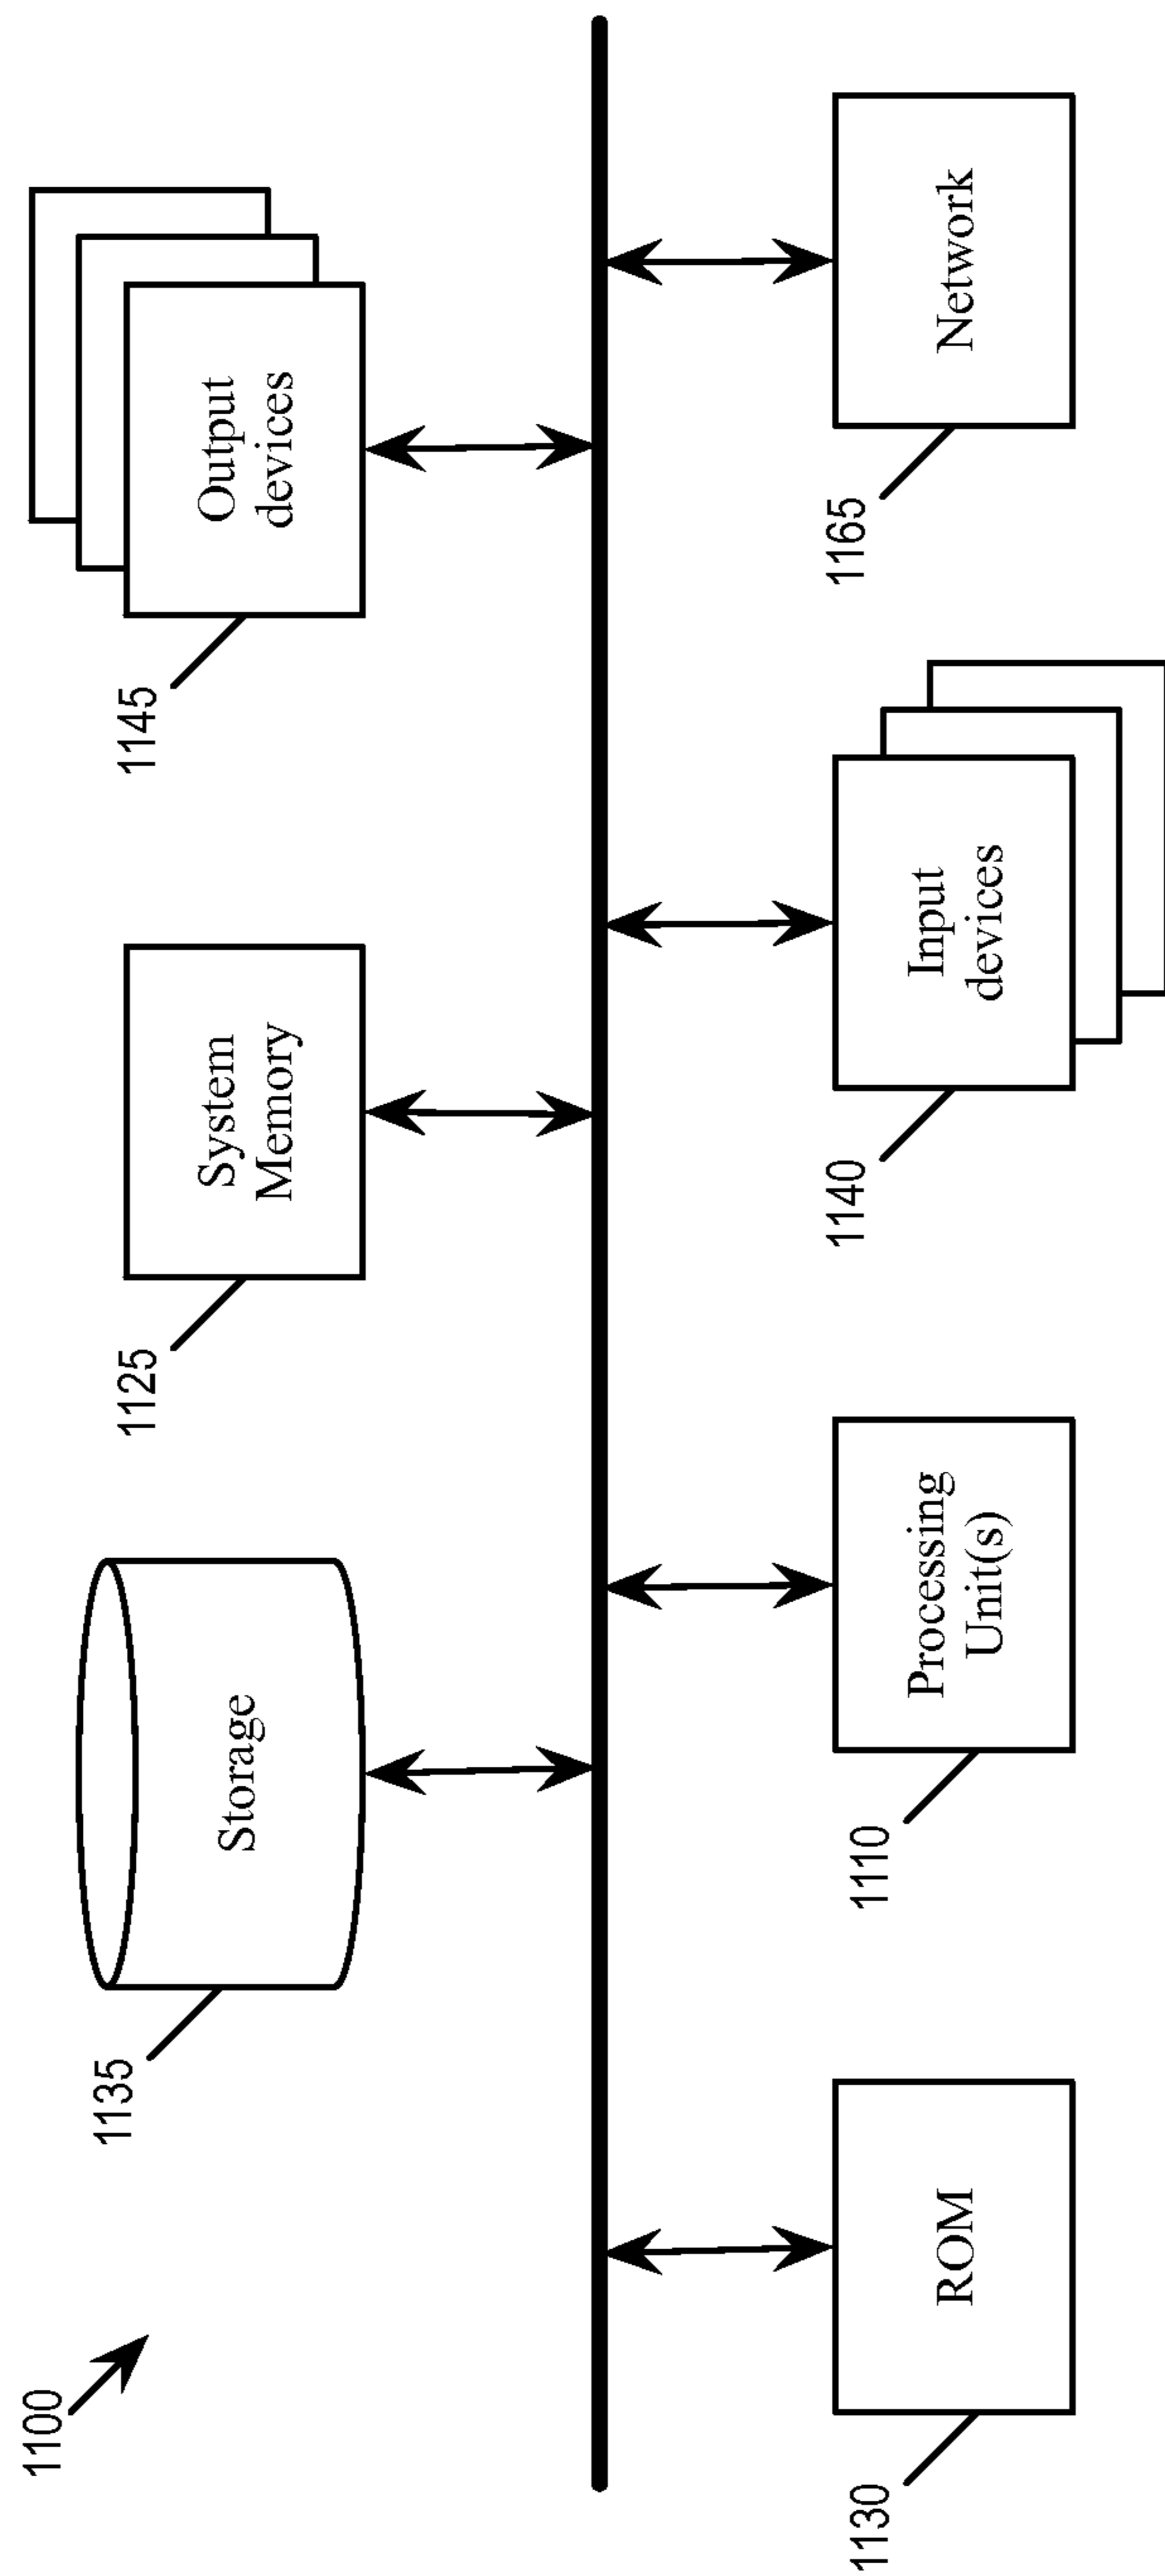 1100
1135
Storage
1125
System
Memory
1145
Output
devices
1130
ROM
1110
Processing
Unit(s)
1140
Input
devices
1165
Network